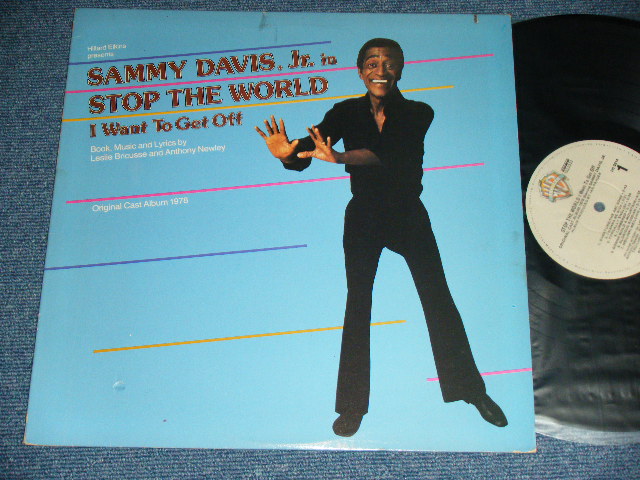 Hillard Elkins
presents
SAMMY DAVIS, Jr. in
STOP THE WORLD
I Want To Get Off
Book, Music and Lyrics by
Leslie Bricusse and Anthony Newley
Original Cast Album 1978
1